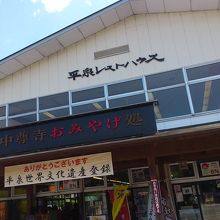 平泉レストハウス
中尊寺おみやげ処
ありがとうございます
平泉世界文化遺産登録